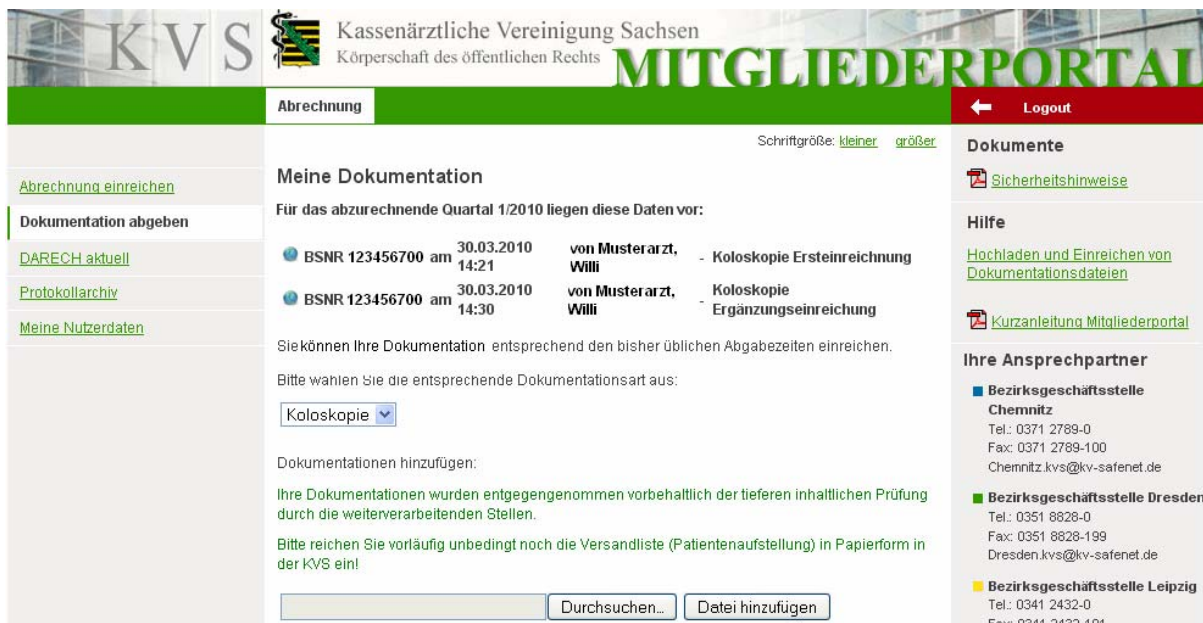 KVS
Kassenärztliche Vereinigung Sachsen
Körperschaft des öffentlichen Rechts
MITGLIEDERPORTAL
Abrechnung
Logout
Schriftgröße: kleiner größer
Abrechnung einreichen
Dokumentation abgeben
DARECH aktuell
Protokollarchiv
Meine Nutzerdaten
Meine Dokumentation
Für das abzurechnende Quartal 1/2010 liegen diese Daten vor:
BSNR 123456700 am 30.03.2010 14:21 von Musterarzt, Willi - Koloskopie Ersteinreichnung
BSNR 123456700 am 30.03.2010 14:30 von Musterarzt, Willi - Koloskopie Ergänzungseinreichung
Sie können Ihre Dokumentation entsprechend den bisher üblichen Abgabezeiten einreichen.
Bitte wählen Sie die entsprechende Dokumentationsart aus:
Koloskopie
Dokumentationen hinzufügen:
Ihre Dokumentationen wurden entgegengenommen vorbehaltlich der tieferen inhaltlichen Prüfung
durch die weiterverarbeitenden Stellen.
Bitte reichen Sie vorläufig unbedingt noch die Versandliste (Patientenaufstellung) in Papierform in
der KVS ein!
Durchsuchen... Datei hinzufügen
Dokumente
Sicherheitshinweise
Hilfe
Hochladen und Einreichen von
Dokumentationsdateien
Kurzanleitung Mitgliederportal
Ihre Ansprechpartner
Bezirksgeschäftsstelle
Chemnitz
Tel.: 0371 2789-0
Fax: 0371 2789-100
Chemnitz.kvs@kv-safenet.de
Bezirksgeschäftsstelle Dresden
Tel.: 0351 8828-0
Fax: 0351 8828-199
Dresden.kvs@kv-safenet.de
Bezirksgeschäftsstelle Leipzig
Tel.: 0341 2432-0